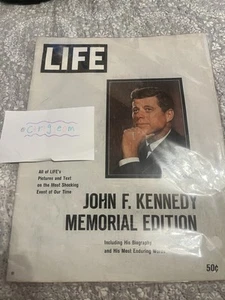 LIFE
All of LIFE's
Pictures and Text
on the Most Shocking
Event of Our Time
JOHN F. KENNEDY
MEMORIAL EDITION
Including His Biography
and His Most Enduring Words
50¢